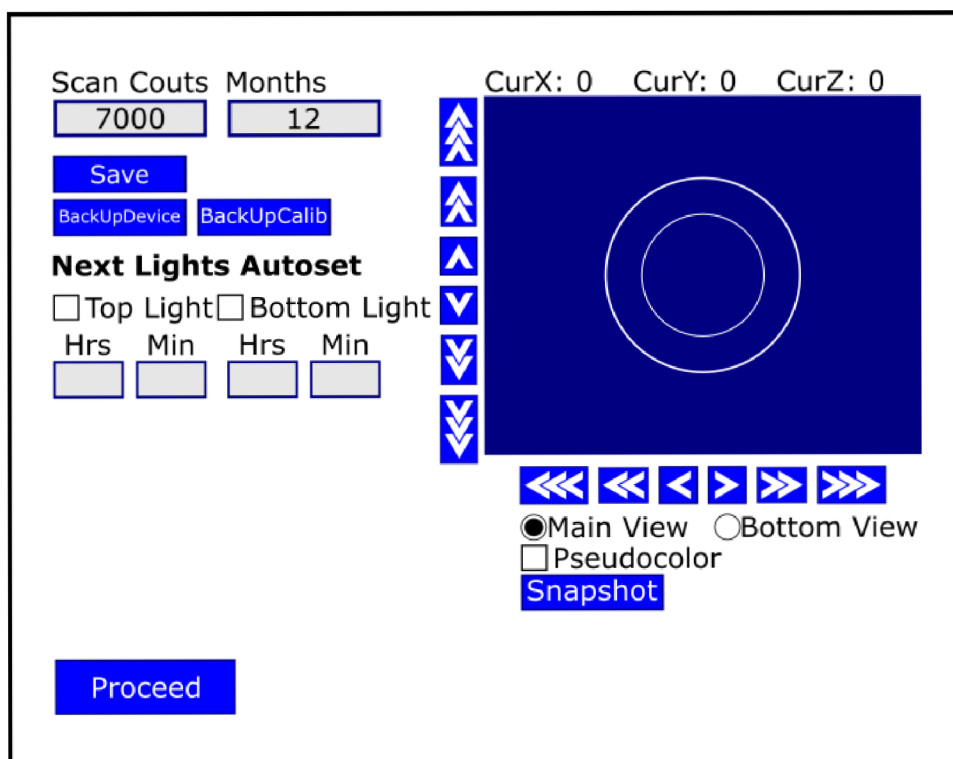 Scan Couts Months
7000 12
Save
BackUpDevice BackUpCalib
Next Lights Autoset
Top Light Bottom Light
Hrs Min Hrs Min
CurX: 0 CurY: 0 CurZ: 0
Main View Bottom View
Pseudocolor
Snapshot
Proceed